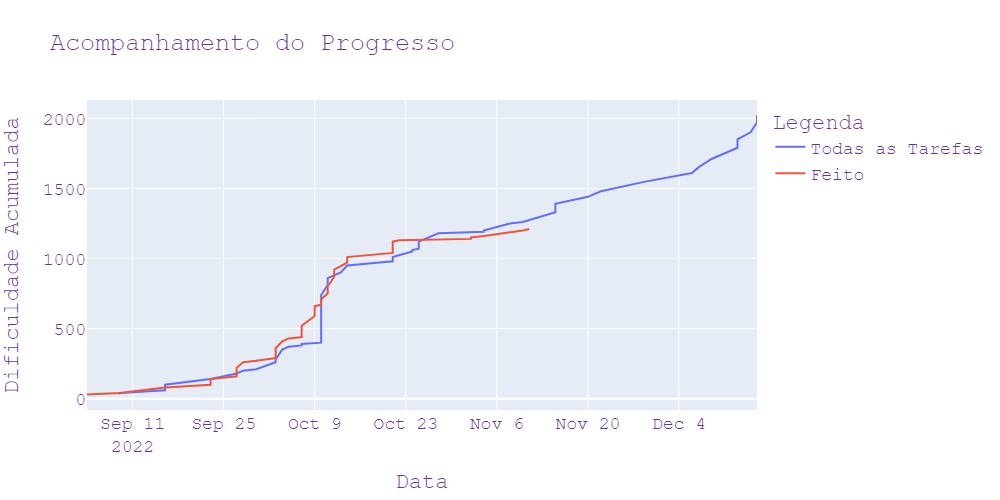 Acompanhamento do Progresso
Dificuldade Acumulada
2000
1500
1000
500
0
Sep 11
2022
Sep 25
Oct 9
Oct 23
Nov 6
Nov 20
Dec 4
Data
Legenda
Todas as Tarefas
Feito